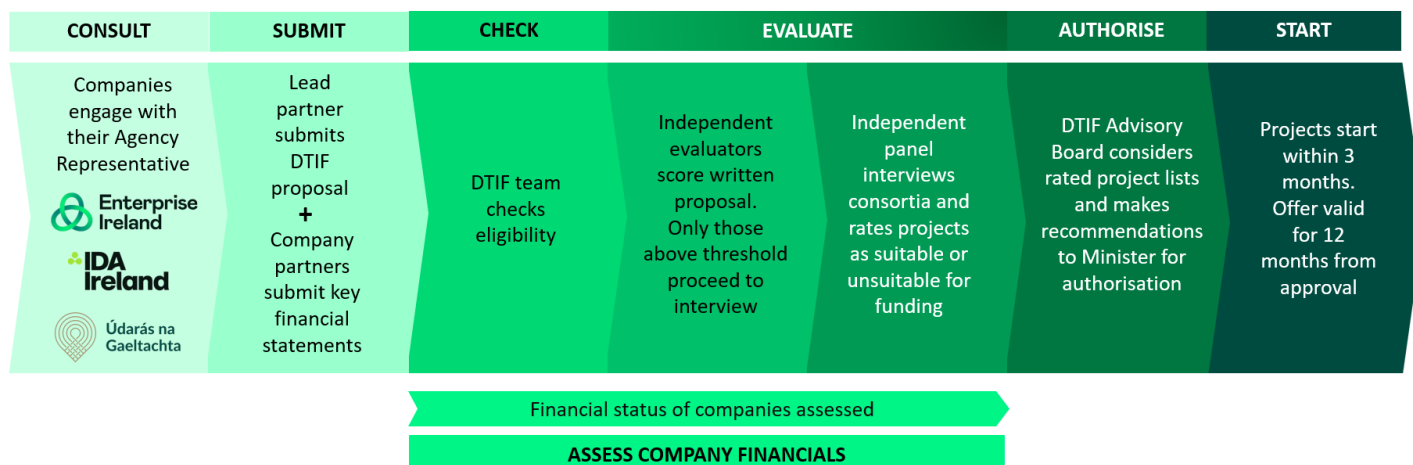 CONSULT
SUBMIT
CHECK
EVALUATE
AUTHORISE
START
Companies
engage with
their Agency
Representative
Enterprise
Ireland
IDA
Ireland
Údarás na
Gaeltachta
Lead
partner
submits
DTIF
proposal
+
Company
partners
submit key
financial
statements
DTIF team
checks
eligibility
Independent
evaluators
score written
proposal.
Only those
above threshold
proceed to
interview
Independent
panel
interviews
consortia and
rates projects
as suitable or
unsuitable for
funding
DTIF Advisory
Board considers
rated project lists
and makes
recommendations
to Minister for
authorisation
Projects start
within 3
months.
Offer valid
for 12
months from
approval
Financial status of companies assessed
ASSESS COMPANY FINANCIALS